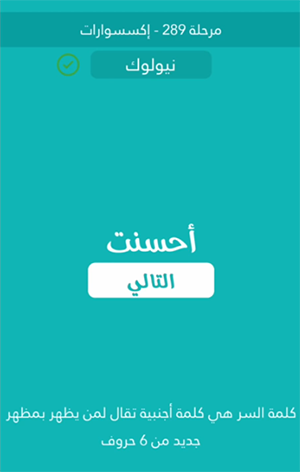 مرحلة 289 - إكسسوارات
نيولوك
أحسنت
التالي
كلمة السر هي كلمة أجنبية تقال لمن يظهر بمظهر
جديد من 6 حروف